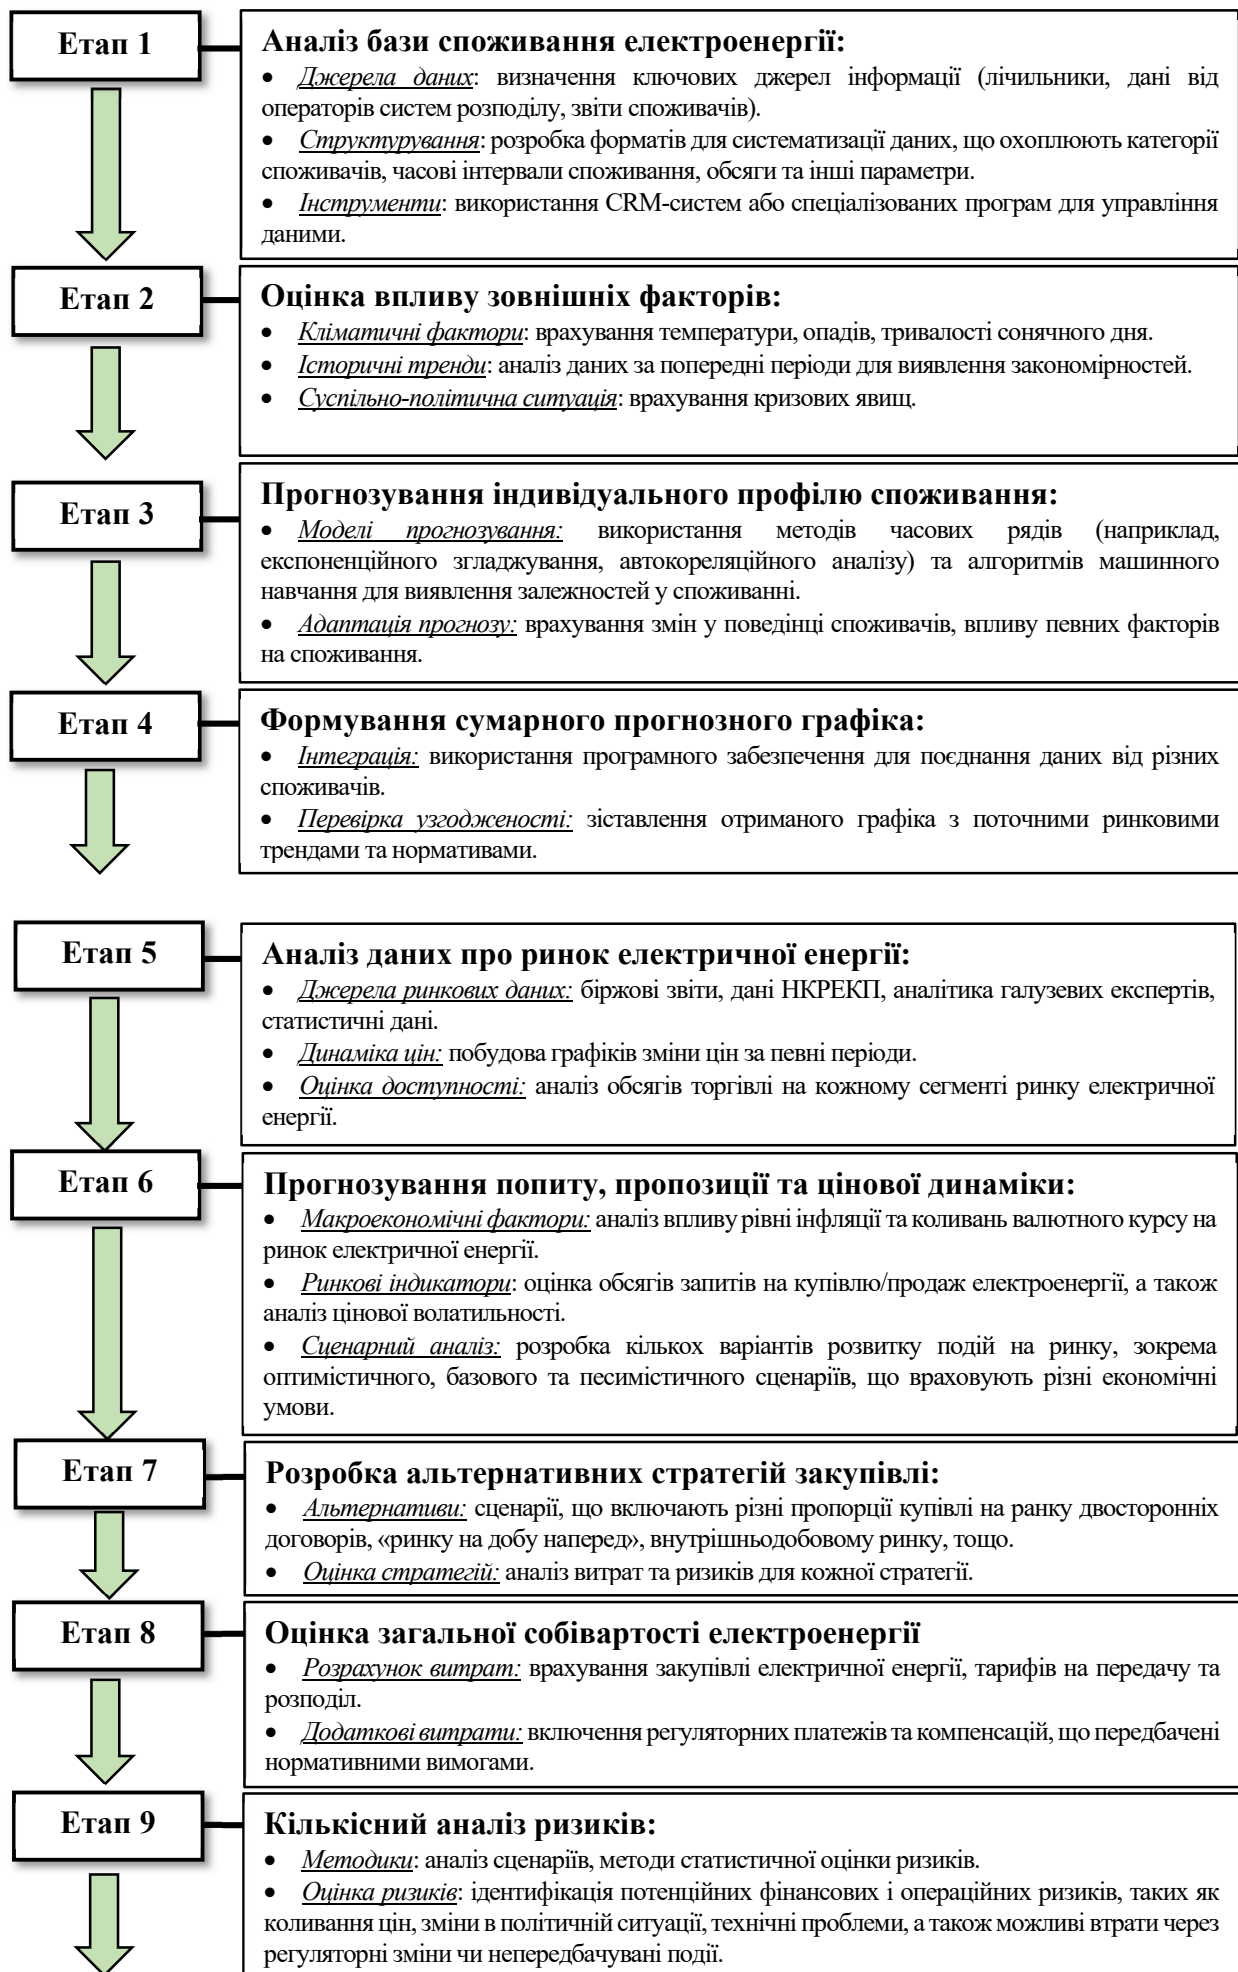 Етап 1
Аналіз бази споживання електроенергії:
• Джерела даних: визначення ключових джерел інформації (лічильники, дані від
операторів систем розподілу, звіти споживачів).
• Структурування: розробка форматів для систематизації даних, що охоплюють категорії
споживачів, часові інтервали споживання, обсяги та інші параметри.
• Інструменти: використання CRM-систем або спеціалізованих програм для управління
даними.
Етап 2
Оцінка впливу зовнішніх факторів:
• Кліматичні фактори: врахування температури, опадів, тривалості сонячного дня.
• Історичні тренди: аналіз даних за попередні періоди для виявлення закономірностей.
• Суспільно-політична ситуація: врахування кризових явищ.
Етап 3
Прогнозування індивідуального профілю споживання:
• Моделі прогнозування: використання методів часових рядів (наприклад,
експоненційного згладжування, автокореляційного аналізу) та алгоритмів машинного
навчання для виявлення залежностей у споживанні.
• Адаптація прогнозу: врахування змін у поведінці споживачів, впливу певних факторів
на споживання.
Етап 4
Формування сумарного прогнозного графіка:
• Інтеграція: використання програмного забезпечення для поєднання даних від різних
споживачів.
• Перевірка узгодженості: зіставлення отриманого графіка з поточними ринковими
трендами та нормативами.
Етап 5
Аналіз даних про ринок електричної енергії:
• Джерела ринкових даних: біржові звіти, дані НКРЕКП, аналітика галузевих експертів,
статистичні дані.
• Динаміка цін: побудова графіків зміни цін за певні періоди.
• Оцінка доступності: аналіз обсягів торгівлі на кожному сегменті ринку електричної
енергії.
Етап 6
Прогнозування попиту, пропозиції та цінової динаміки:
• Макроекономічні фактори: аналіз впливу рівні інфляції та коливань валютного курсу на
ринок електричної енергії.
• Ринкові індикатори: оцінка обсягів запитів на купівлю/продаж електроенергії, а також
аналіз цінової волатильності.
• Сценарний аналіз: розробка кількох варіантів розвитку подій на ринку, зокрема
оптимістичного, базового та песимістичного сценаріїв, що враховують різні економічні
умови.
Етап 7
Розробка альтернативних стратегій закупівлі:
• Альтернативи: сценарії, що включають різні пропорції купівлі на ранку двосторонніх
договорів, «ринку на добу наперед», внутрішньодобовому ринку, тощо.
• Оцінка стратегій: аналіз витрат та ризиків для кожної стратегії.
Етап 8
Оцінка загальної собівартості електроенергії
• Розрахунок витрат: врахування закупівлі електричної енергії, тарифів на передачу та
розподіл.
• Додаткові витрати: включення регуляторних платежів та компенсацій, що передбачені
нормативними вимогами.
Етап 9
Кількісний аналіз ризиків:
• Методики: аналіз сценаріїв, методи статистичної оцінки ризиків.
• Оцінка ризиків: ідентифікація потенційних фінансових і операційних ризиків, таких як
коливання цін, зміни в політичній ситуації, технічні проблеми, а також можливі втрати через
регуляторні зміни чи непередбачувані події.